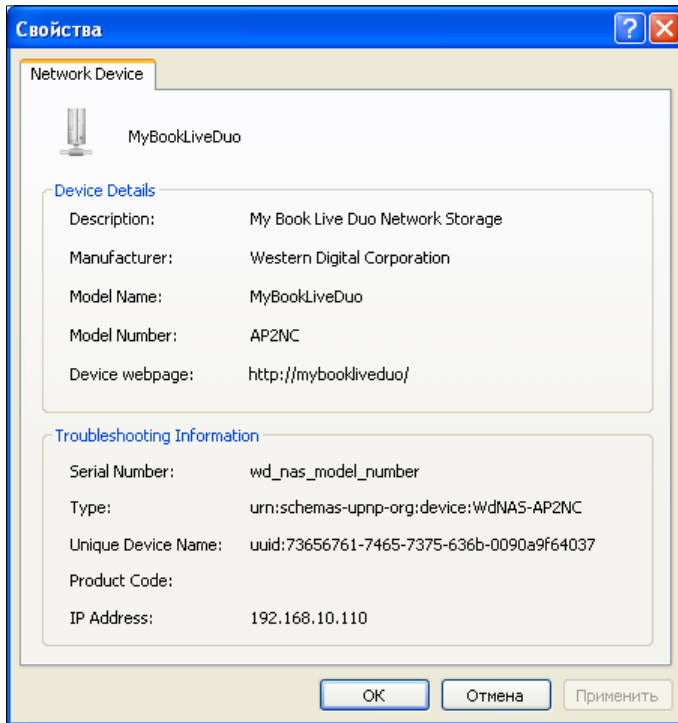 Свойства
Network Device
MyBookLiveDuo
Device Details
Description: My Book Live Duo Network Storage
Manufacturer: Western Digital Corporation
Model Name: MyBookLiveDuo
Model Number: AP2NC
Device webpage: http://mybookliveduo/
Troubleshooting Information
Serial Number: wd_nas_model_number
Type: urn:schemas-upnp-org:device:WdNAS-AP2NC
Unique Device Name: uuid:73656761-7465-7375-636b-0090a9f64037
Product Code:
IP Address: 192.168.10.110
OK Отмена Применить